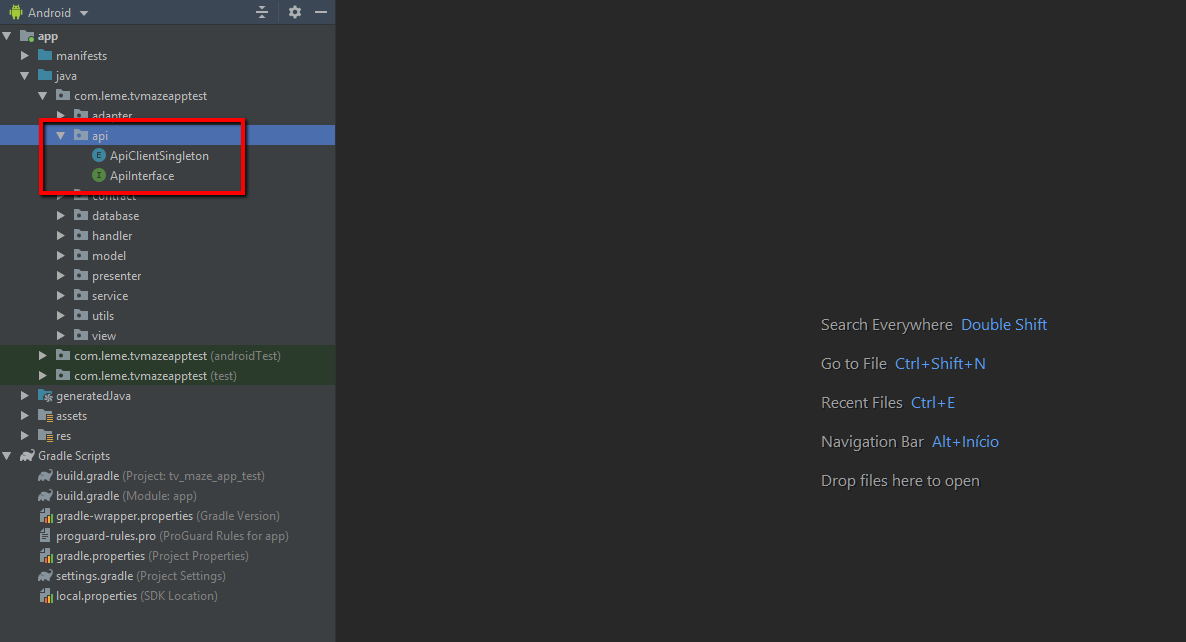 Android
app
manifests
java
com.leme.tvmazeapptest
adapter
api
E ApiClientSingleton
I ApiInterface
contract
database
handler
model
presenter
service
utils
view
com.leme.tvmazeapptest (androidTest)
com.leme.tvmazeapptest (test)
generatedJava
assets
res
Gradle Scripts
build.gradle (Project: tv_maze_app_test)
build.gradle (Module: app)
gradle-wrapper.properties (Gradle Version)
proguard-rules.pro (ProGuard Rules for app)
gradle.properties (Project Properties)
settings.gradle (Project Settings)
local.properties (SDK Location)
Search Everywhere Double Shift
Go to File Ctrl+Shift+N
Recent Files Ctrl+E
Navigation Bar Alt+Início
Drop files here to open